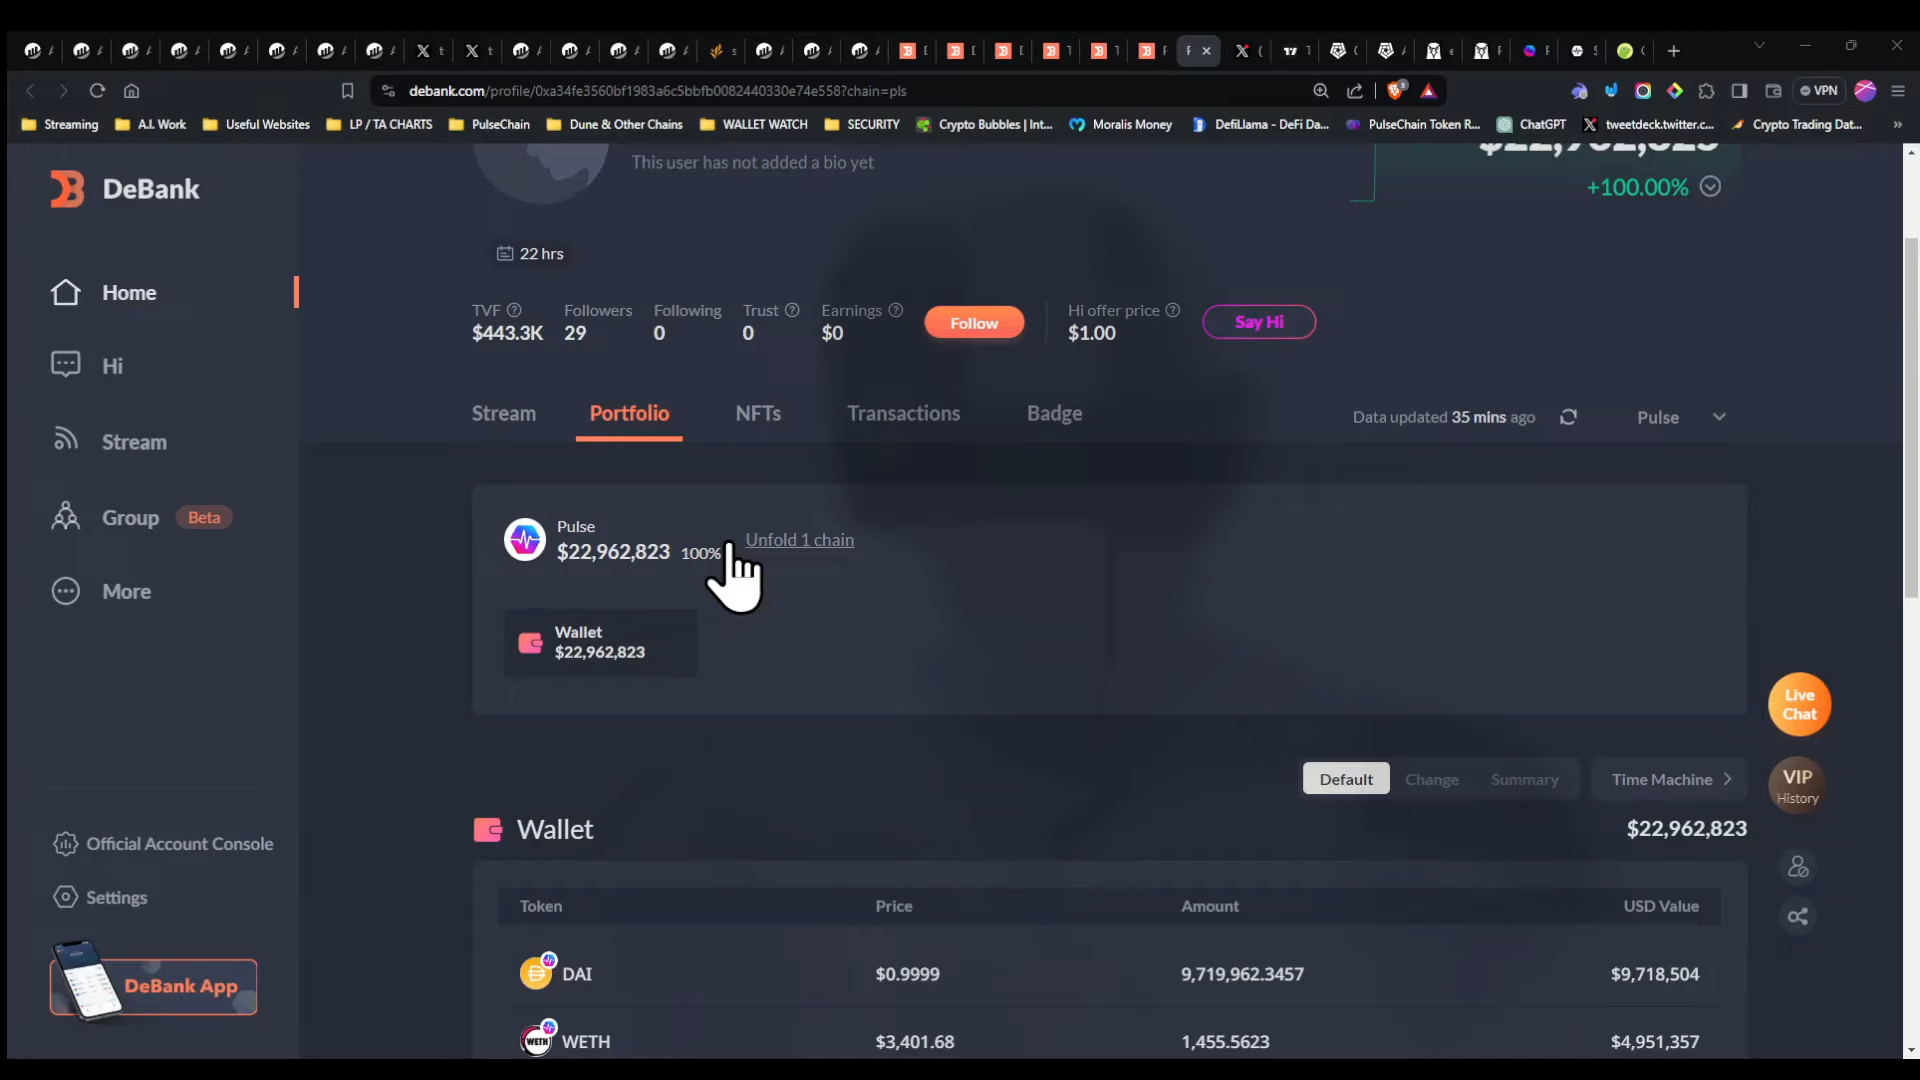 debank.com/profile/0xa34fe3560bf1983a6c5bbfb0082440330e74e558?chain=pls
VPN
Streaming
A.I. Work
Useful Websites
LP / TA CHARTS
PulseChain
Dune & Other Chains
WALLET WATCH
SECURITY
Crypto Bubbles | Int...
Moralis Money
DefiLlama - DeFi Da...
PulseChain Token R...
ChatGPT
tweetdeck.twitter.c...
Crypto Trading Dat...
DeBank
Home
Hi
Stream
Group Beta
More
Official Account Console
Settings
DeBank App
This user has not added a bio yet
$22,962,823
+100.00%
22 hrs
TVF
$443.3K
Followers
29
Following
0
Trust
0
Earnings
$0
Follow
Hi offer price
$1.00
Say Hi
Stream
Portfolio
NFTs
Transactions
Badge
Data updated 35 mins ago
Pulse
Pulse
$22,962,823 100%
Unfold 1 chain
Wallet
$22,962,823
Live
Chat
VIP
History
Default
Change
Summary
Time Machine
Wallet
$22,962,823
Token Price Amount USD Value
DAI $0.9999 9,719,962.3457 $9,718,504
WETH $3,401.68 1,455.5623 $4,951,357